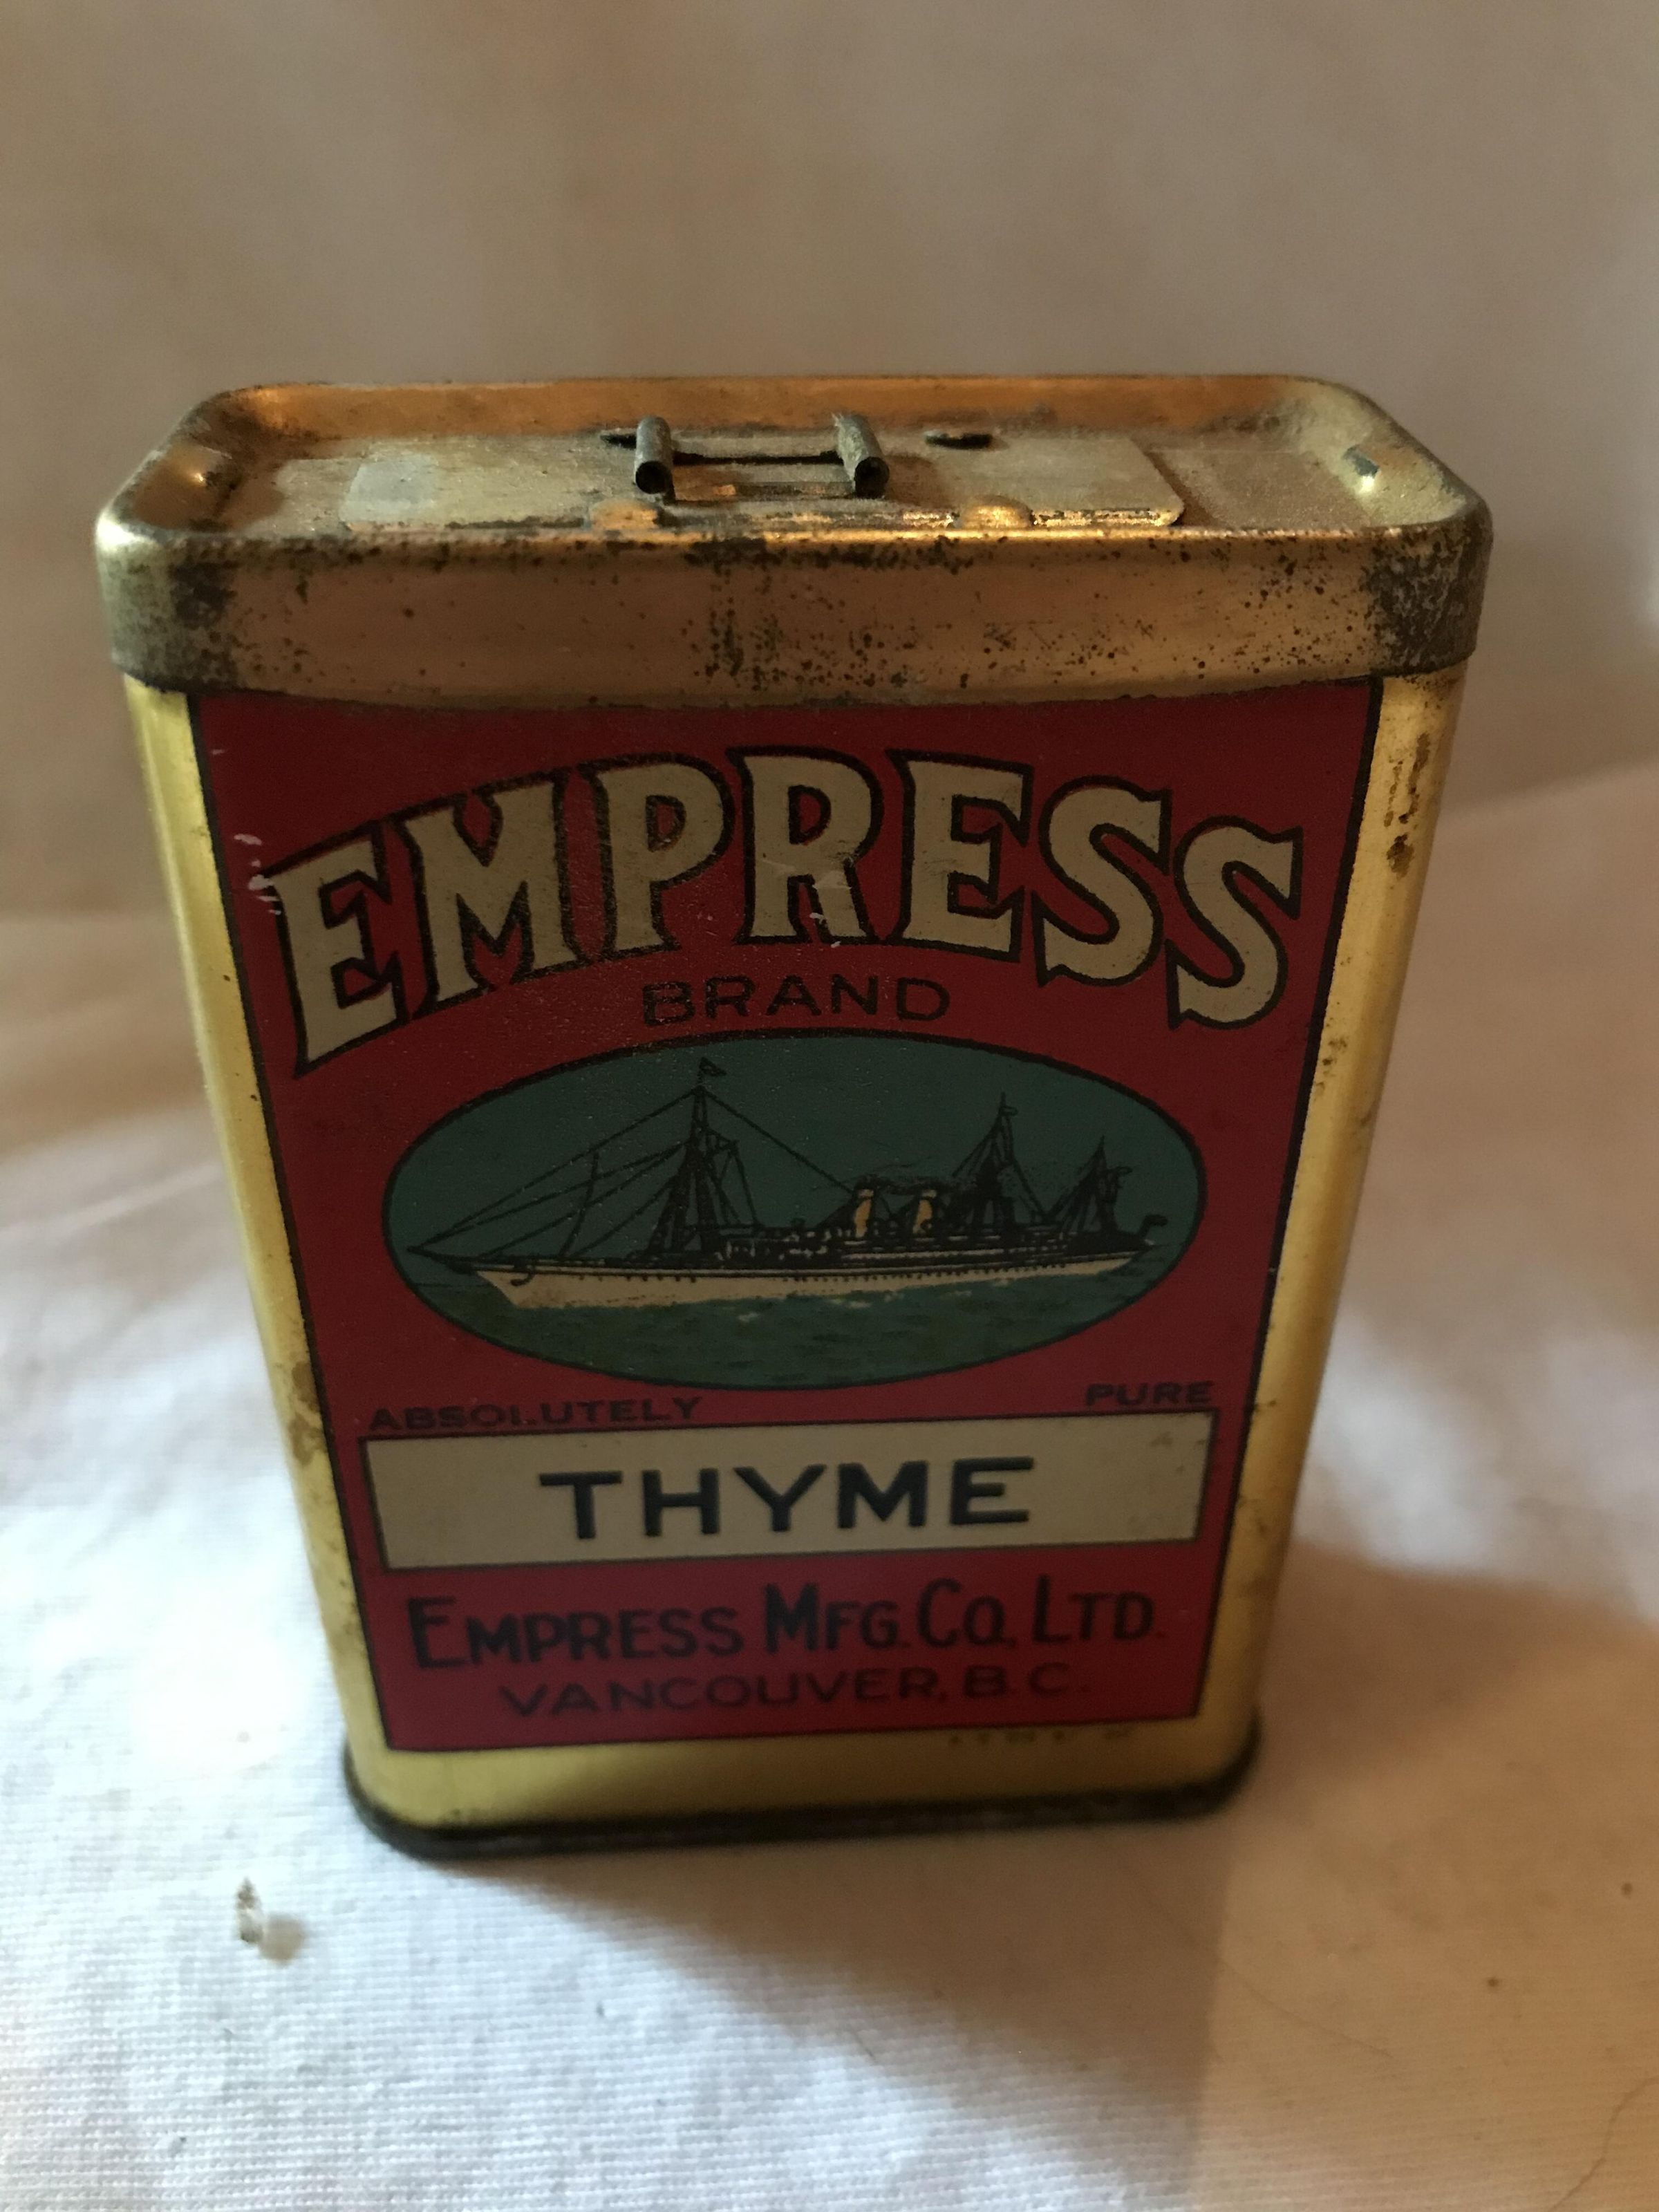 EMPRESS
BRAND
ABSOLUTELY PURE
THYME
EMPRESS MFG. CO. LTD.
VANCOUVER, B.C.